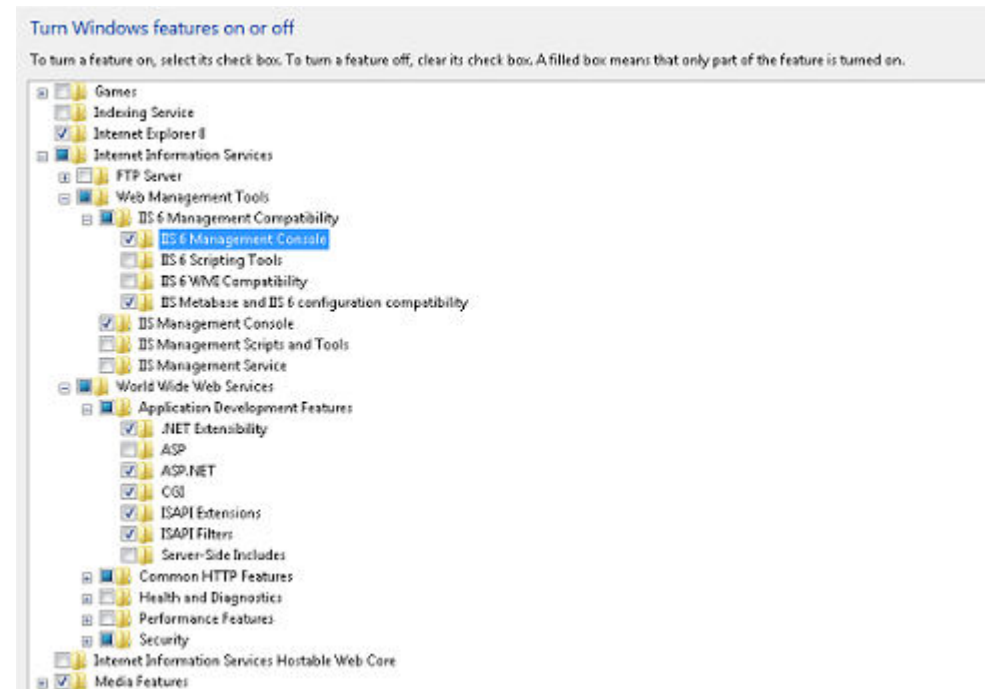 Turn Windows features on or off
To turn a feature on, select its check box. To turn a feature off, clear its check box. A filled box means that only part of the feature is turned on.
Games
Indexing Service
Internet Explorer 8
Internet Information Services
FTP Server
Web Management Tools
IIS 6 Management Compatibility
IIS 6 Management Console
IIS 6 Scripting Tools
IIS 6 WMI Compatibility
IIS Metabase and IIS 6 configuration compatibility
IIS Management Console
IIS Management Scripts and Tools
IIS Management Service
World Wide Web Services
Application Development Features
.NET Extensibility
ASP
ASP.NET
CGI
ISAPI Extensions
ISAPI Filters
Server-Side Includes
Common HTTP Features
Health and Diagnostics
Performance Features
Security
Internet Information Services Hostable Web Core
Media Features